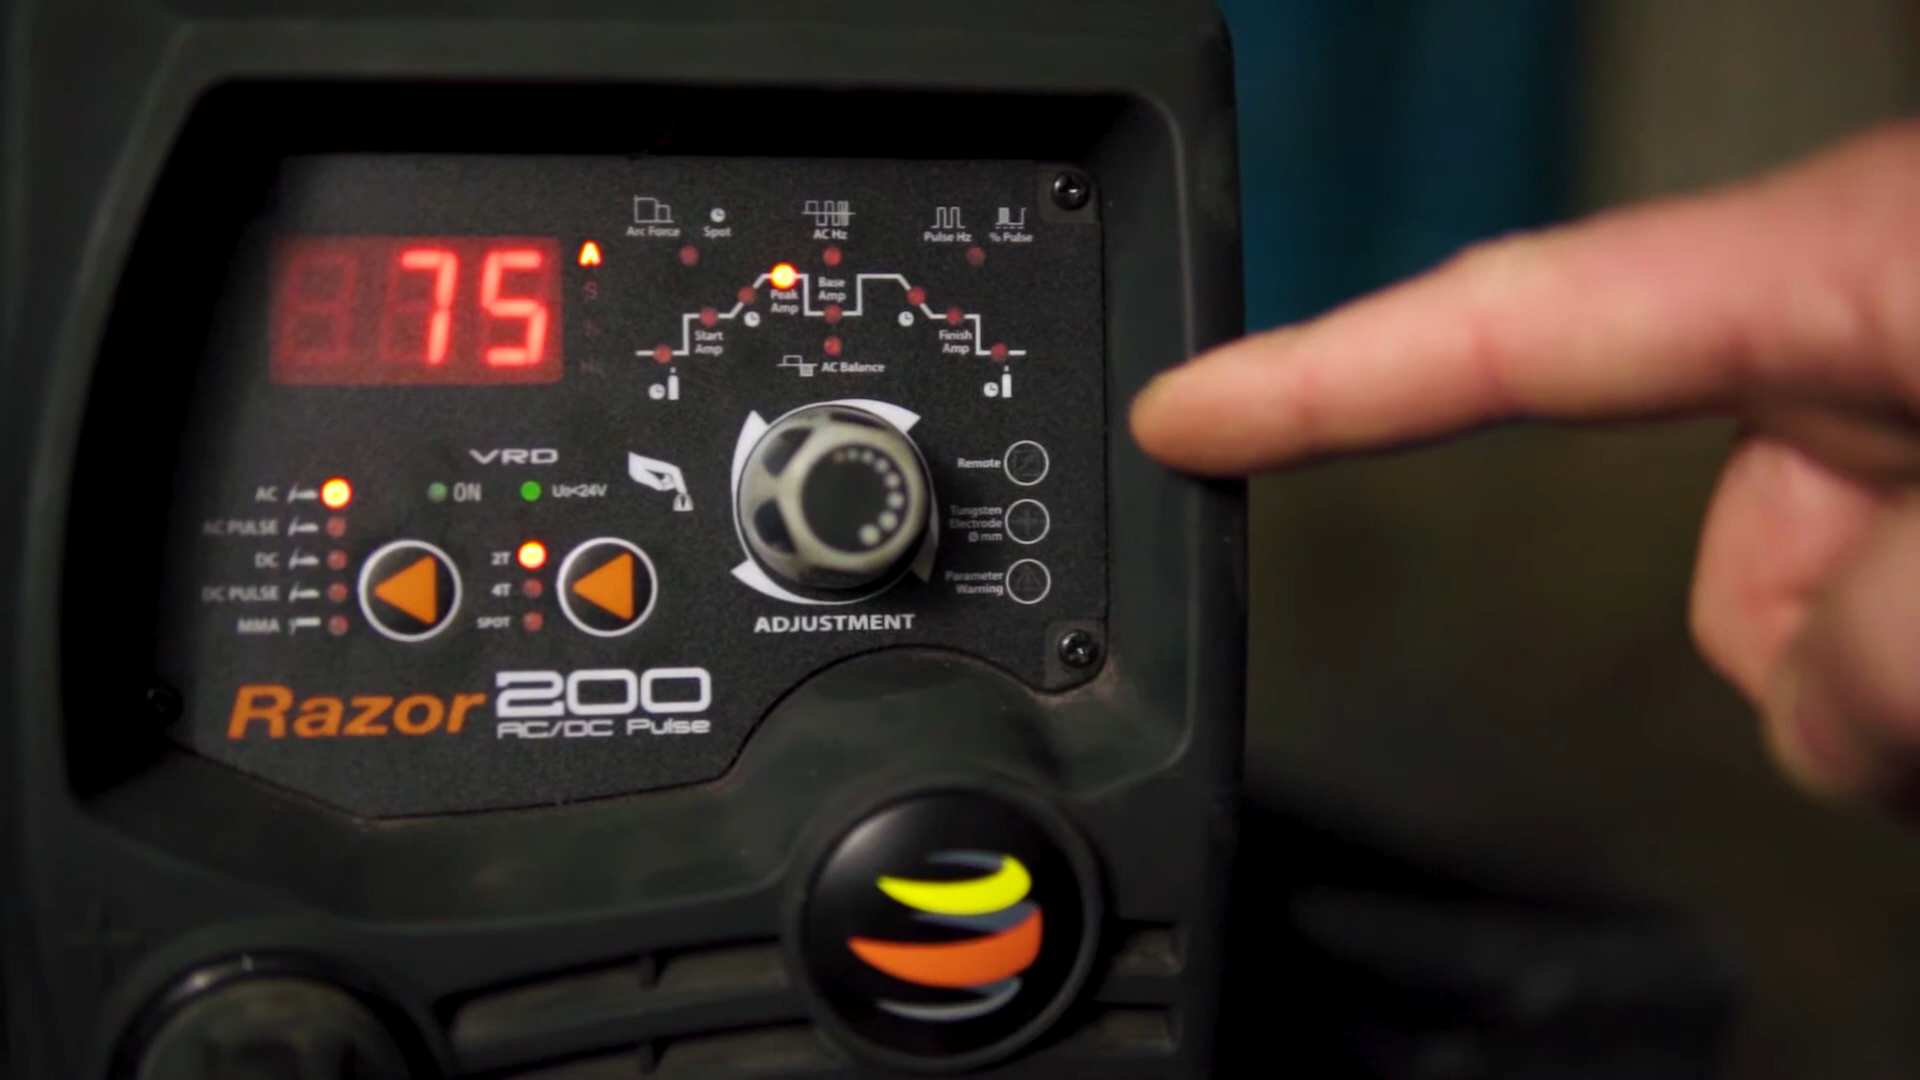 Arc Force
Spot
AC Hz
Pulse Hz
% Pulse
75
A
S
Peak
Amp
Base
Amp
Start
Amp
Finish
Amp
AC Balance
VRD
ON
U₀<24V
AC
AC PULSE
DC
DC PULSE
MMA
2T
4T
SPOT
Remote
Tungsten
Electrode
Ø mm
Parameter
Warning
ADJUSTMENT
Razor 200
AC/DC Pulse